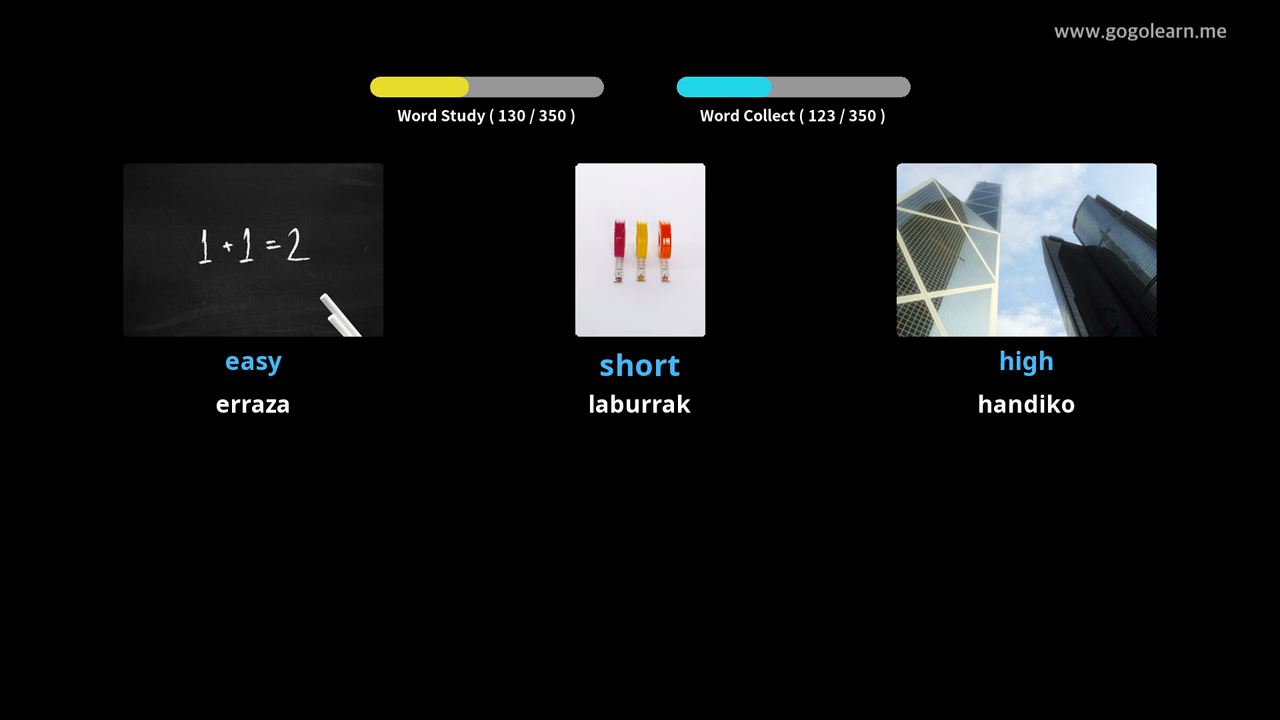 www.gogolearn.me
Word Study ( 130 / 350 )
Word Collect ( 123 / 350 )
1 + 1 = 2
easy
short
high
erraza
laburrak
handiko